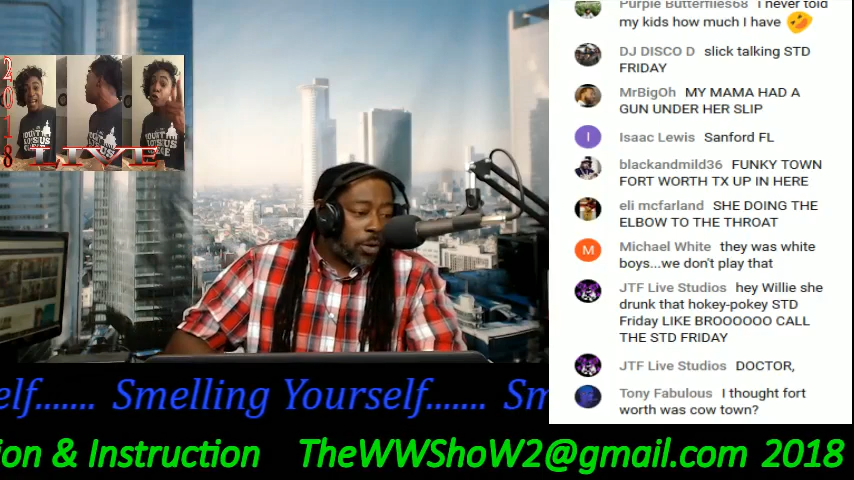 2018
LIVE
Purple Butterflies68 I never told
my kids how much I have
DJ DISCO D slick talking STD
FRIDAY
MrBigOh MY MAMA HAD A
GUN UNDER HER SLIP
I Isaac Lewis Sanford FL
blackandmild36 FUNKY TOWN
FORT WORTH TX UP IN HERE
eli mcfarland SHE DOING THE
ELBOW TO THE THROAT
M Michael White they was white
boys...we don't play that
JTF Live Studios hey Willie she
drunk that hokey-pokey STD
Friday LIKE BROOOOOO CALL
THE STD FRIDAY
JTF Live Studios DOCTOR,
Tony Fabulous I thought fort
worth was cow town?
elf....... Smelling Yourself....... Sm
ion & Instruction TheWWShoW2@gmail.com 2018